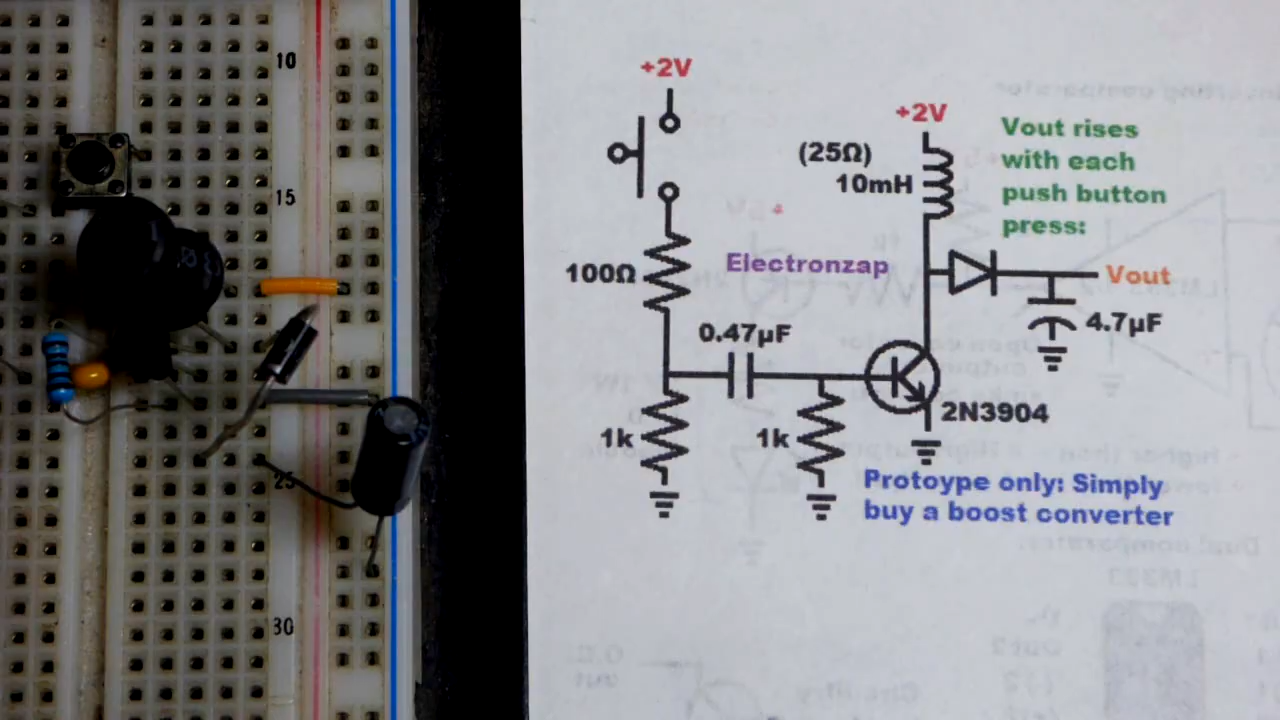 10
15
25
30
+2V
+2V
(25Ω)
10mH
Vout rises
with each
push button
press:
100Ω
Electronzap
Vout
0.47µF
4.7µF
1k
1k
2N3904
Protoype only: Simply
buy a boost converter